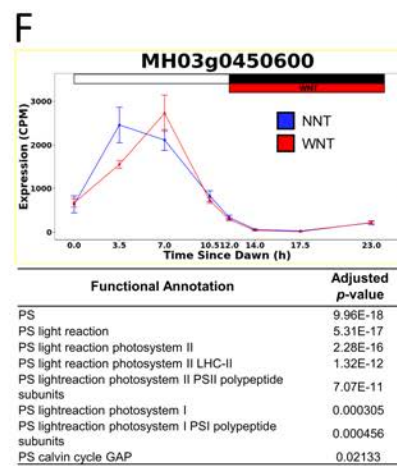 F
MH03g0450600
WNT
3000
NNT
WNT
2000
1000
0
Expression (CPM)
0.0 3.5 7.0 10.5 12.0 14.0 17.5 23.0
Time Since Dawn (h)
Functional Annotation Adjusted
p-value
PS 9.96E-18
PS light reaction 5.31E-17
PS light reaction photosystem II 2.28E-16
PS light reaction photosystem II LHC-II 1.32E-12
PS lightreaction photosystem II PSII polypeptide
subunits 7.07E-11
PS lightreaction photosystem I 0.000305
PS lightreaction photosystem I PSI polypeptide
subunits 0.000456
PS calvin cycle GAP 0.02133